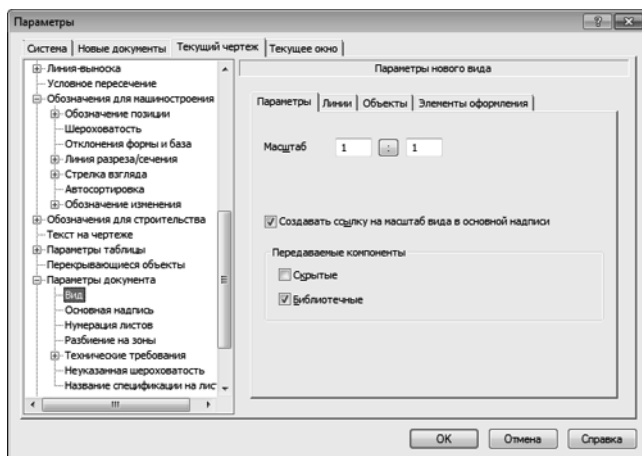 Параметры
Система Новые документы Текущий чертеж Текущее окно
Линия-выноска
Условное пересечение
Обозначения для машиностроения
Обозначение позиции
Шероховатость
Отклонения формы и база
Линия разреза/сечения
Стрелка взгляда
Автосортировка
Обозначение изменения
Обозначения для строительства
Текст на чертеже
Параметры таблицы
Перекрывающиеся объекты
Параметры документа
Вид
Основная надпись
Нумерация листов
Разбиение на зоны
Технические требования
Неуказанная шероховатость
Название спецификации на лис
Параметры нового вида
Параметры Линии Объекты Элементы оформления
Масштаб 1 : 1
Создавать ссылку на масштаб вида в основной надписи
Передаваемые компоненты
Скрытые
Библиотечные
OK Отмена Справка